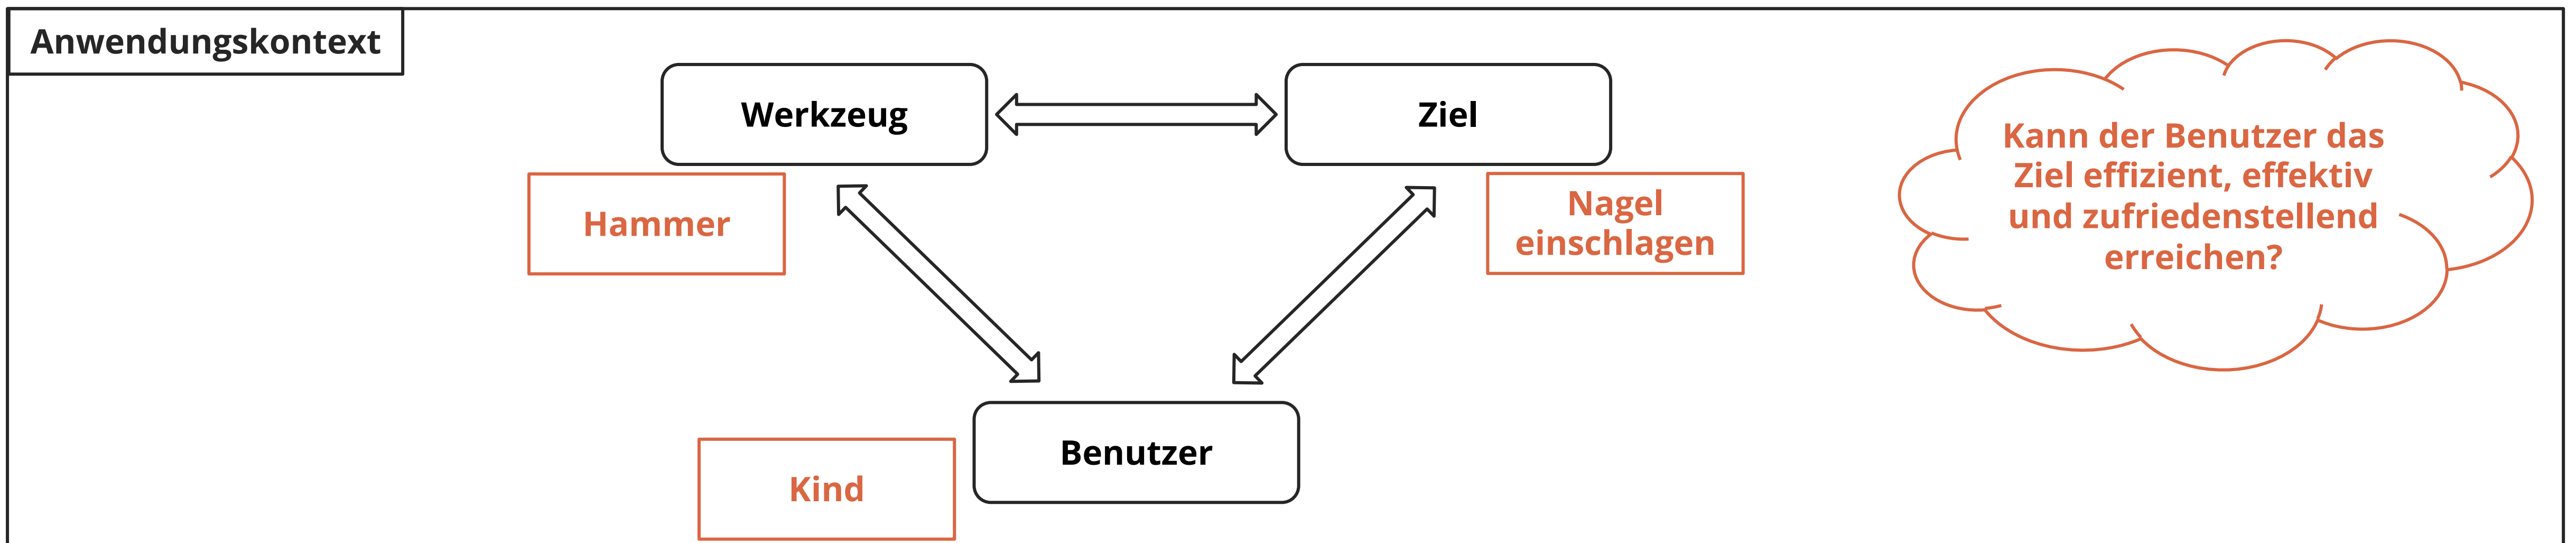 Anwendungskontext
Werkzeug
Ziel
Kann der Benutzer das
Ziel effizient, effektiv
und zufriedenstellend
erreichen?
Hammer
Nagel
einschlagen
Benutzer
Kind